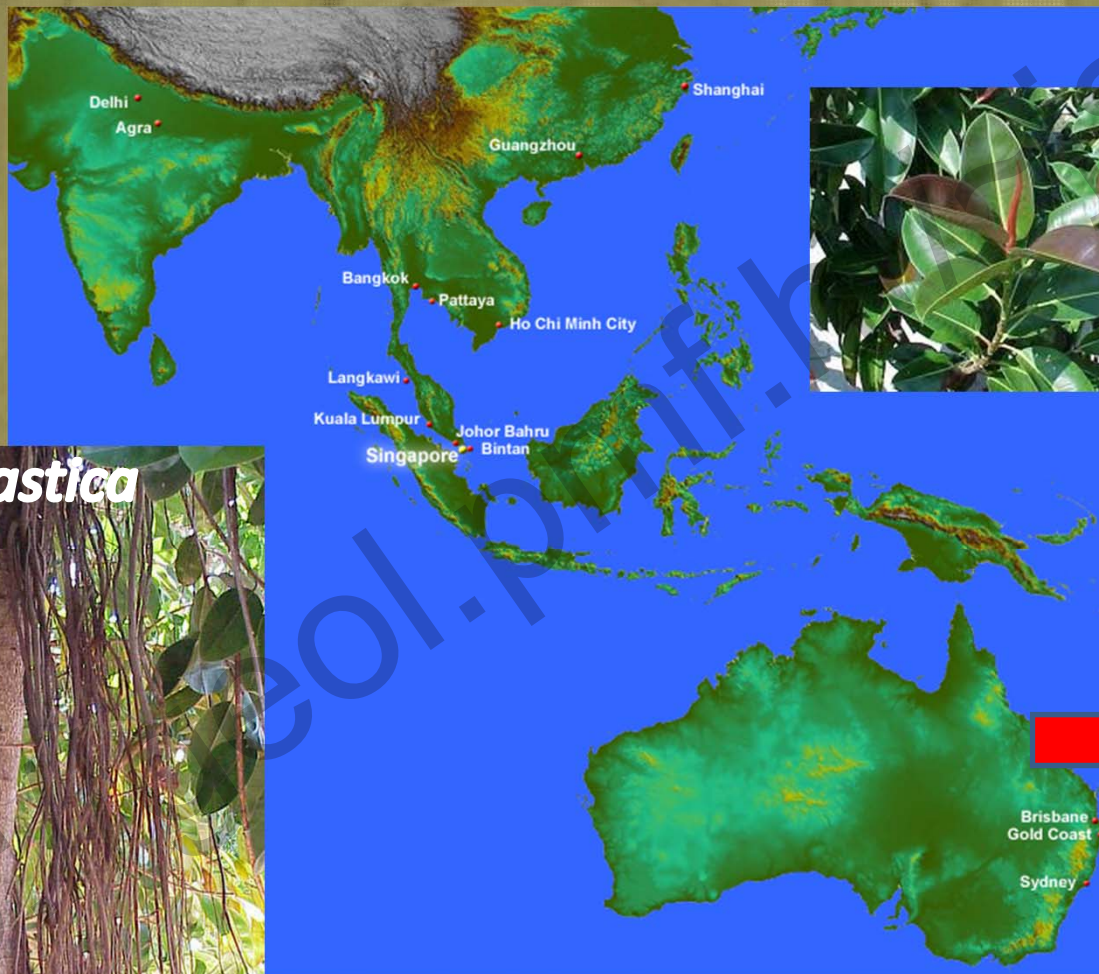 Delhi
Agra
Shanghai
Guangzhou
Bangkok
Pattaya
Ho Chi Minh City
Langkawi
Kuala Lumpur
Johor Bahru
Bintan
Singapore
astica
Brisbane
Gold Coast
Sydney